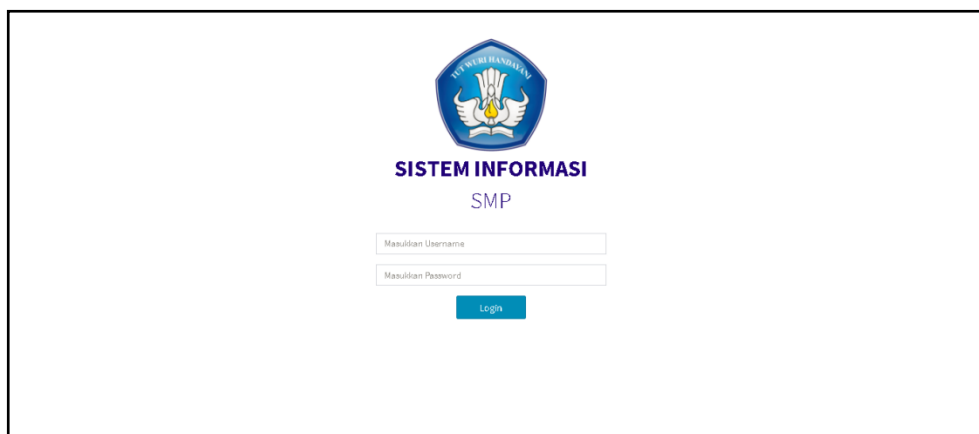 TUT WURI HANDAYANI
SISTEM INFORMASI
SMP
Masukkan Username
Masukkan Password
Login